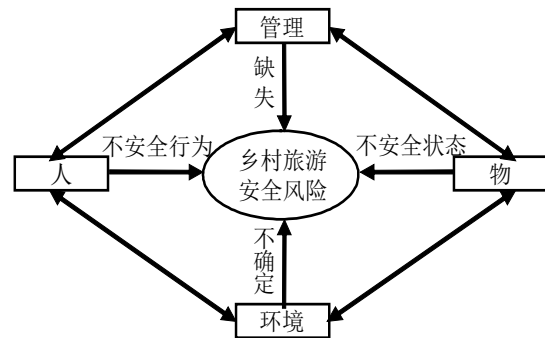 管理
缺失
不安全行为
不安全状态
人
乡村旅游
安全风险
物
不确定
环境